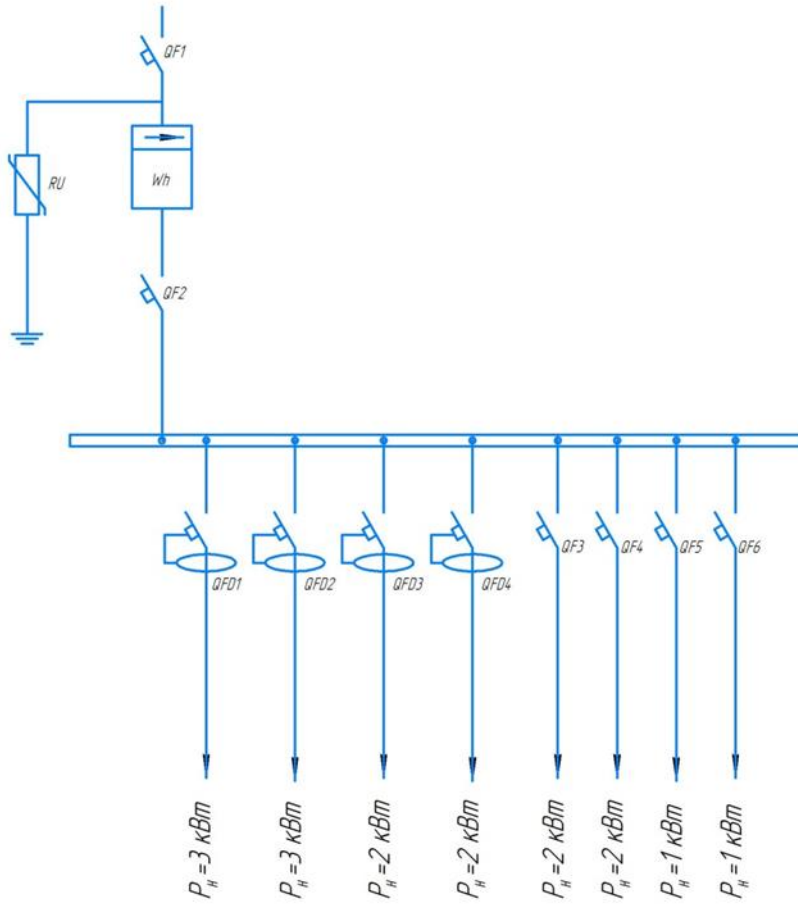 QF1
RU
Wh
QF2
QFD1
QFD2
QFD3
QFD4
QF3
QF4
QF5
QF6
Pн=3 кВт
Pн=3 кВт
Pн=2 кВт
Pн=2 кВт
Pн=2 кВт
Pн=2 кВт
Pн=1 кВт
Pн=1 кВт